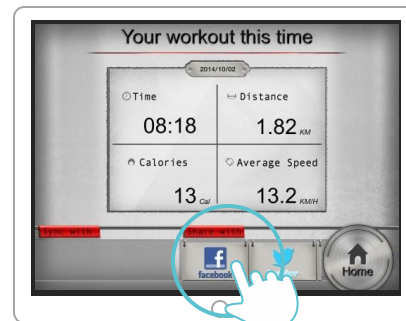 Your workout this time
2014/10/02
Time
Distance
08:18
1.82 KM
Calories
Average Speed
13 Cal
13.2 KM/H
Sync with
Share with
facebook
Home